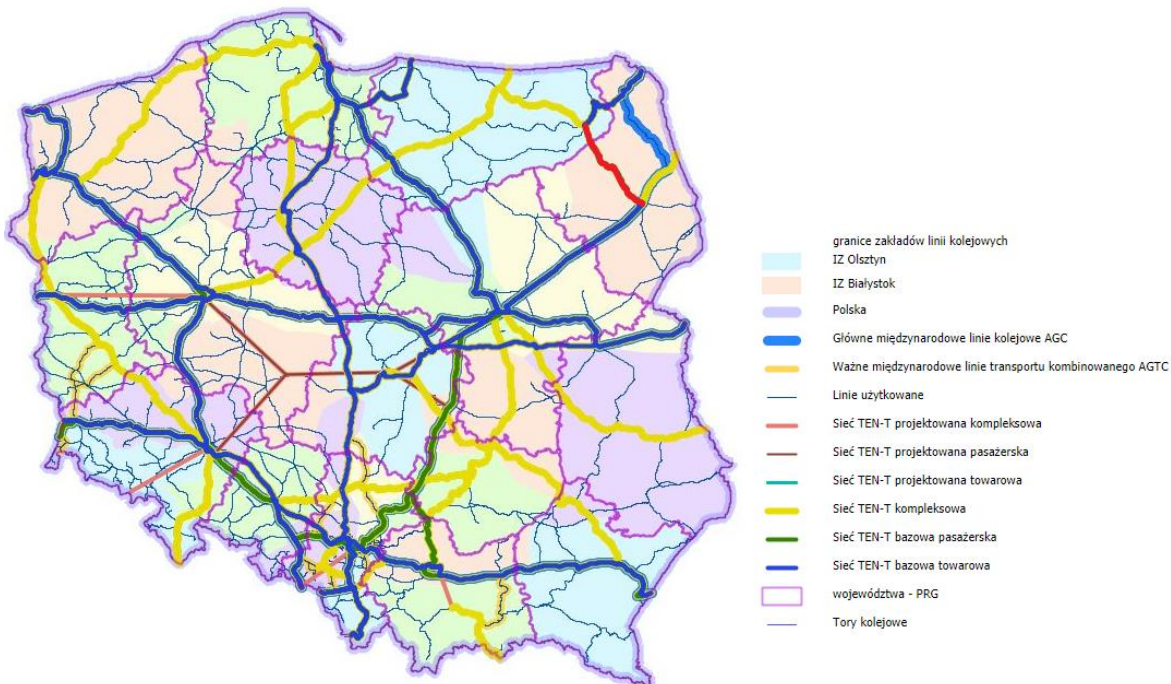 granice zakładów linii kolejowych
IZ Olsztyn
IZ Białystok
Polska
Główne międzynarodowe linie kolejowe AGC
Ważne międzynarodowe linie transportu kombinowanego AGTC
Linie użytkowane
Sieć TEN-T projektowana kompleksowa
Sieć TEN-T projektowana pasażerska
Sieć TEN-T projektowana towarowa
Sieć TEN-T kompleksowa
Sieć TEN-T bazowa pasażerska
Sieć TEN-T bazowa towarowa
województwa - PRG
Tory kolejowe